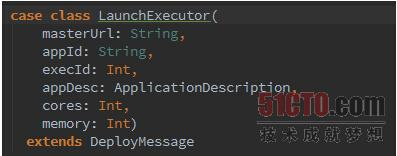 case class LaunchExecutor(
masterUrl: String,
appId: String,
execId: Int,
appDesc: ApplicationDescription,
cores: Int,
memory: Int)
extends DeployMessage
51CTO.com
技术成就梦想